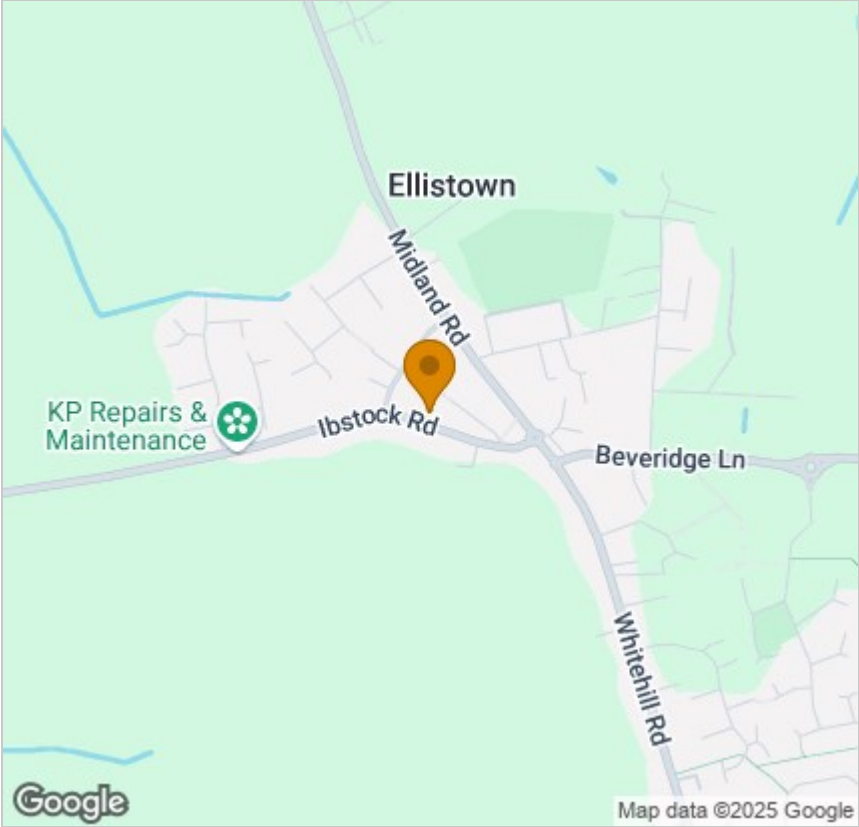 Ellistown
Midland Rd
KP Repairs &
Maintenance
Ibstock Rd
Beveridge Ln
Whitehill Rd
Google
Map data ©2025 Google